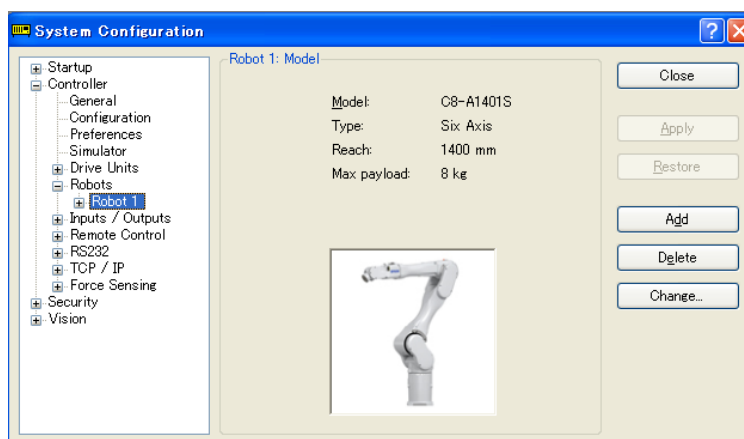 System Configuration
Startup
Controller
General
Configuration
Preferences
Simulator
Drive Units
Robots
Robot 1
Inputs / Outputs
Remote Control
RS232
TCP / IP
Force Sensing
Security
Vision
Robot 1: Model
Model: C8-A1401S
Type: Six Axis
Reach: 1400 mm
Max payload: 8 kg
Close
Apply
Restore
Add
Delete
Change...